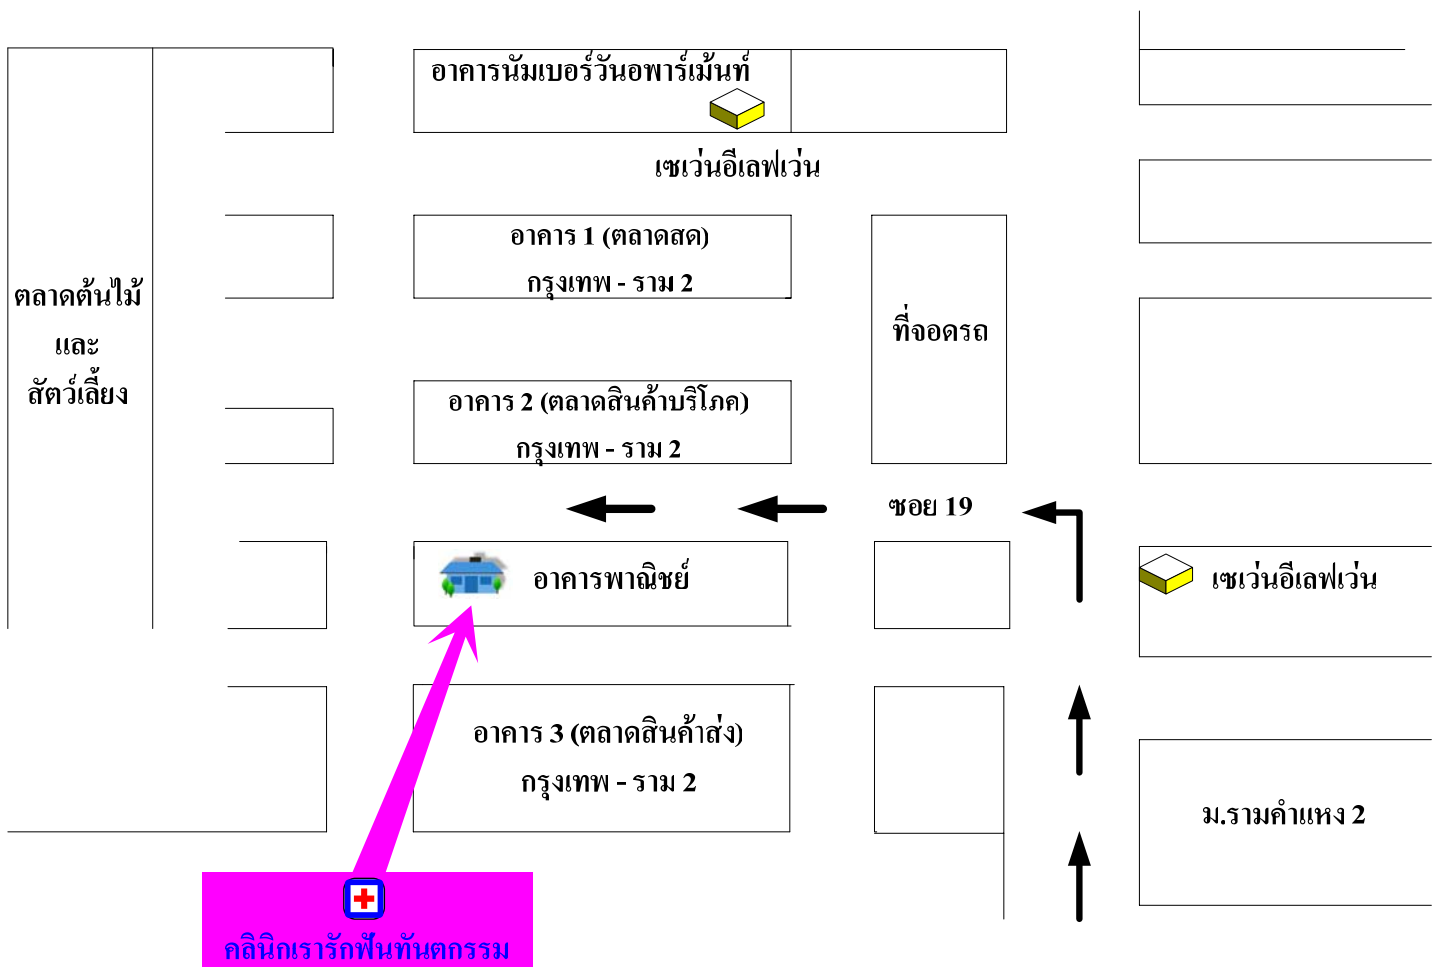 อาคารนัมเบอร์วันอพาร์เม้นท์
เซเว่นอีเลฟเว่น
อาคาร 1 (ตลาดสด)
กรุงเทพ - ราม 2
ตลาดต้นไม้
และ
สัตว์เลี้ยง
ที่จอดรถ
อาคาร 2 (ตลาดสินค้าบริโภค)
กรุงเทพ - ราม 2
ซอย 19
อาคารพาณิชย์
เซเว่นอีเลฟเว่น
อาคาร 3 (ตลาดสินค้าส่ง)
กรุงเทพ - ราม 2
ม.รามคำแหง 2
คลินิกเรารักฟันทันตกรรม